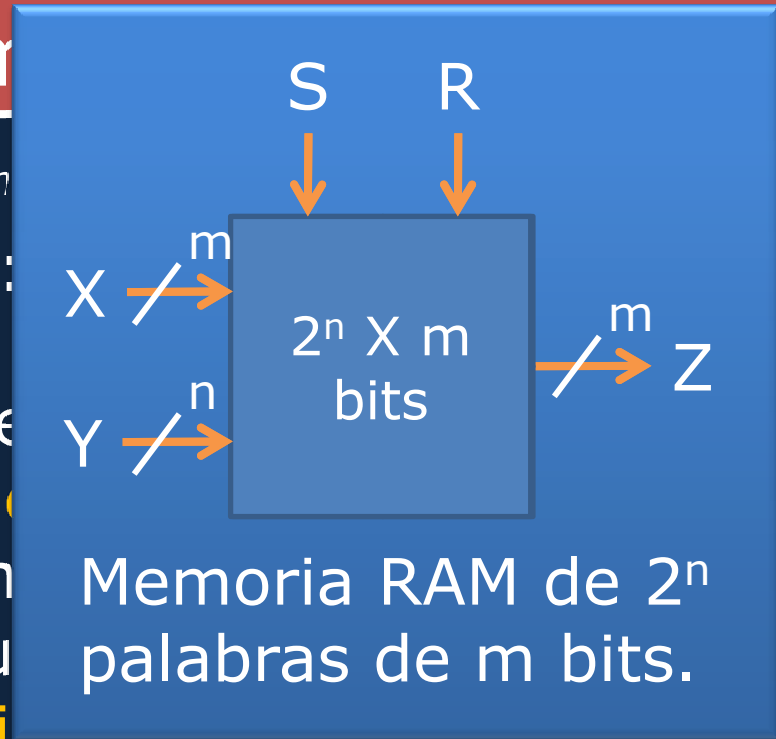 S R
m
X
2ⁿ X m
bits
m
Z
n
Y
Memoria RAM de 2ⁿ
palabras de m bits.